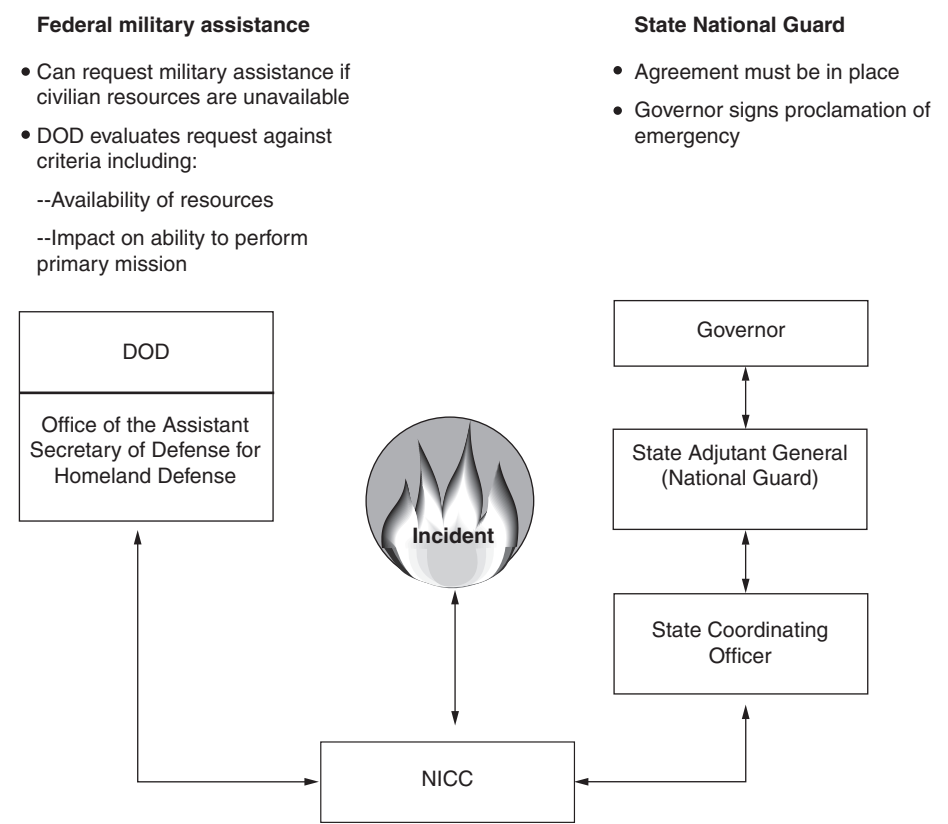 Federal military assistance
• Can request military assistance if
civilian resources are unavailable
• DOD evaluates request against
criteria including:
--Availability of resources
--Impact on ability to perform
primary mission
State National Guard
• Agreement must be in place
• Governor signs proclamation of
emergency
DOD
Office of the Assistant
Secretary of Defense for
Homeland Defense
Incident
Governor
State Adjutant General
(National Guard)
State Coordinating
Officer
NICC